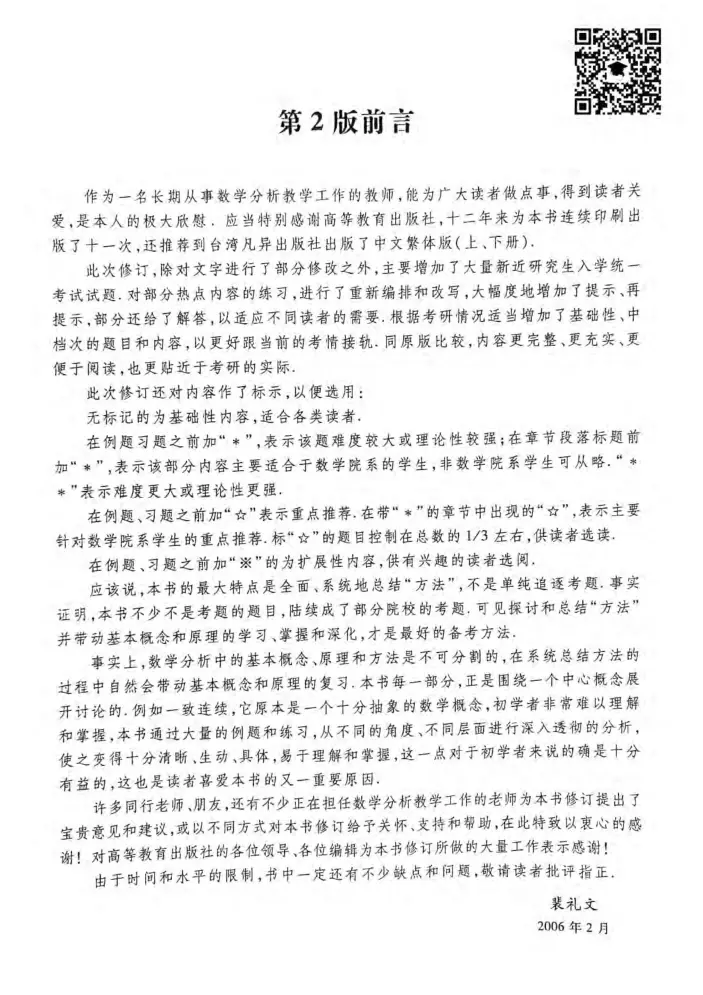 第 2 版前言
作为一名长期从事数学分析教学工作的教师,能为广大读者做点事,得到读者关
爱,是本人的极大欣慰. 应当特别感谢高等教育出版社,十二年来为本书连续印刷出
版了十一次,还推荐到台湾凡异出版社出版了中文繁体版(上、下册).
此次修订,除对文字进行了部分修改之外,主要增加了大量新近研究生入学统一
考试试题.对部分热点内容的练习,进行了重新编排和改写,大幅度地增加了提示、再
提示,部分还给了解答,以适应不同读者的需要.根据考研情况适当增加了基础性、中
档次的题目和内容,以更好跟当前的考情接轨.同原版比较,内容更完整、更充实、更
便于阅读,也更贴近于考研的实际.
此次修订还对内容作了标示,以便选用:
无标记的为基础性内容,适合各类读者.
在例题习题之前加“*”,表示该题难度较大或理论性较强;在章节段落标题前
加“*”,表示该部分内容主要适合于数学院系的学生,非数学院系学生可从略.“*
*”表示难度更大或理论性更强.
在例题、习题之前加“☆”表示重点推荐.在带“*”的章节中出现的“☆”,表示主要
针对数学院系学生的重点推荐.标“☆”的题目控制在总数的 1/3 左右,供读者选读.
在例题、习题之前加“※”的为扩展性内容,供有兴趣的读者选阅.
应该说,本书的最大特点是全面、系统地总结“方法”,不是单纯追逐考题.事实
证明,本书不少不是考题的题目,陆续成了部分院校的考题.可见探讨和总结“方法”
并带动基本概念和原理的学习、掌握和深化,才是最好的备考方法.
事实上,数学分析中的基本概念、原理和方法是不可分割的,在系统总结方法的
过程中自然会带动基本概念和原理的复习.本书每一部分,正是围绕一个中心概念展
开讨论的.例如一致连续,它原本是一个十分抽象的数学概念,初学者非常难以理解
和掌握,本书通过大量的例题和练习,从不同的角度、不同层面进行深入透彻的分析,
使之变得十分清晰、生动、具体,易于理解和掌握,这一点对于初学者来说的确是十分
有益的,这也是读者喜爱本书的又一重要原因.
许多同行老师、朋友,还有不少正在担任数学分析教学工作的老师为本书修订提出了
宝贵意见和建议,或以不同方式对本书修订给予关怀、支持和帮助,在此特致以衷心的感
谢! 对高等教育出版社的各位领导、各位编辑为本书修订所做的大量工作表示感谢!
由于时间和水平的限制,书中一定还有不少缺点和问题,敬请读者批评指正.
裴礼文
2006 年 2 月